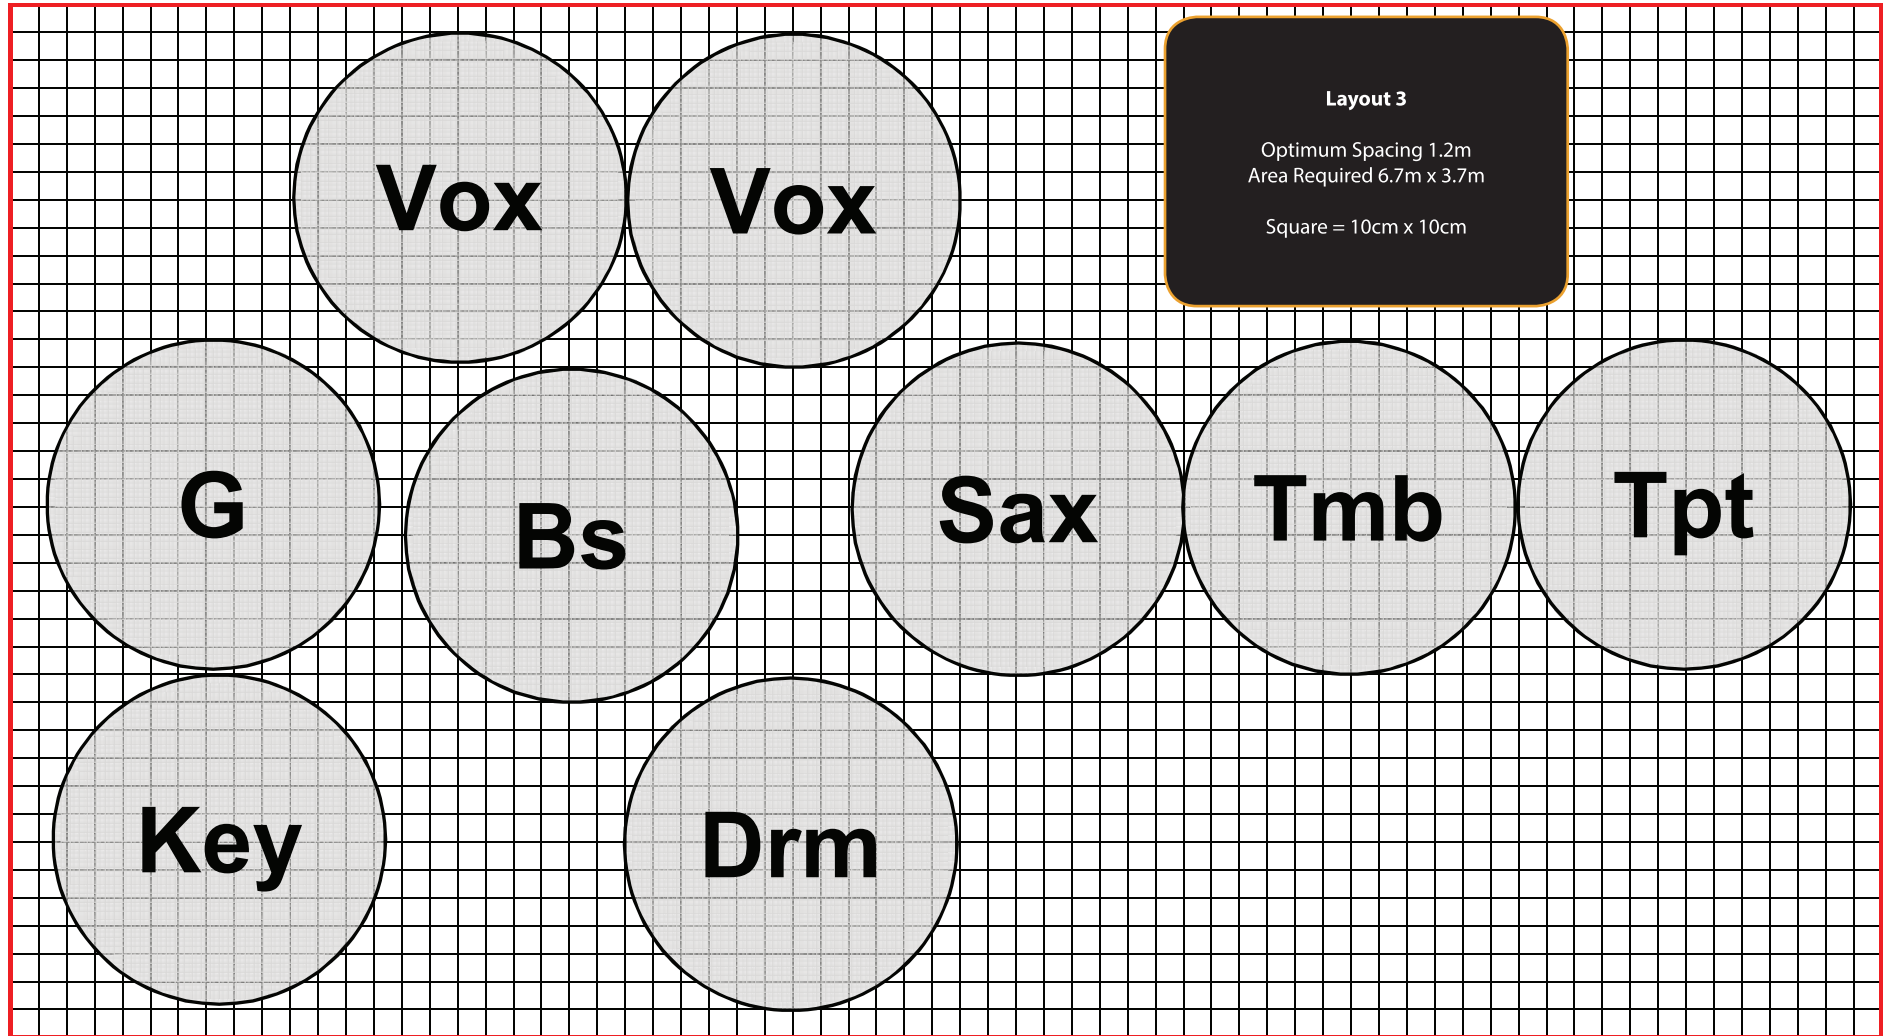 Layout 3
Optimum Spacing 1.2m
Area Required 6.7m x 3.7m
Square = 10cm x 10cm
Vox
Vox
G
Bs
Sax
Tmb
Tpt
Key
Drm